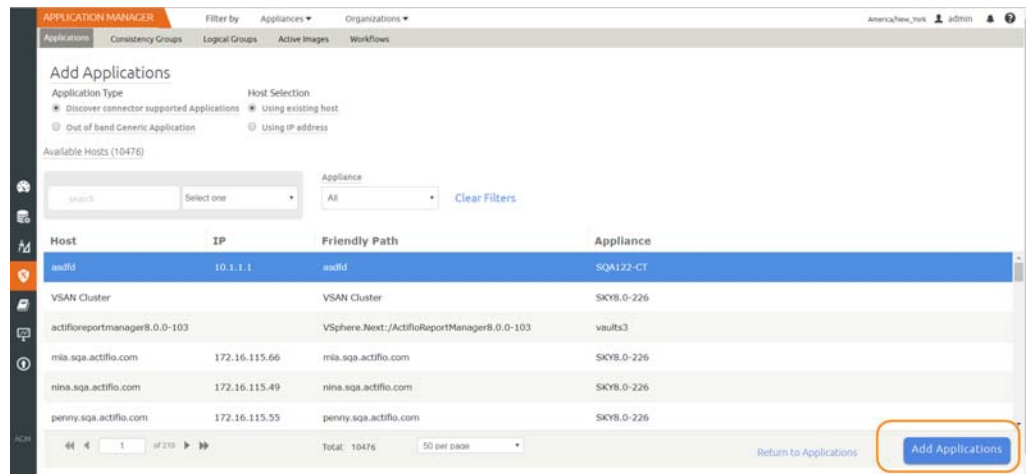 APPLICATION MANAGER Filter by Appliances Organizations America/New_York admin
Applications Consistency Groups Logical Groups Active Images Workflows
Add Applications
Application Type Host Selection
Discover connector supported Applications Using existing host
Out of band Generic Application Using IP address
Available Hosts (10476)
Appliance
search Select one All Clear Filters
Host IP Friendly Path Appliance
asdfd 10.1.1.1 asdfd SQA122-CT
VSAN Cluster VSAN Cluster SKY8.0-226
actifioreportmanager8.0.0-103 VSphere.Next:/ActifioReportManager8.0.0-103 vaults3
mia.sqa.actifio.com 172.16.115.66 mia.sqa.actifio.com SKY8.0-226
nina.sqa.actifio.com 172.16.115.49 nina.sqa.actifio.com SKY8.0-226
penny.sqa.actifio.com 172.16.115.55 penny.sqa.actifio.com SKY8.0-226
AGM 1 of 210 Total: 10476 50 per page Return to Applications Add Applications